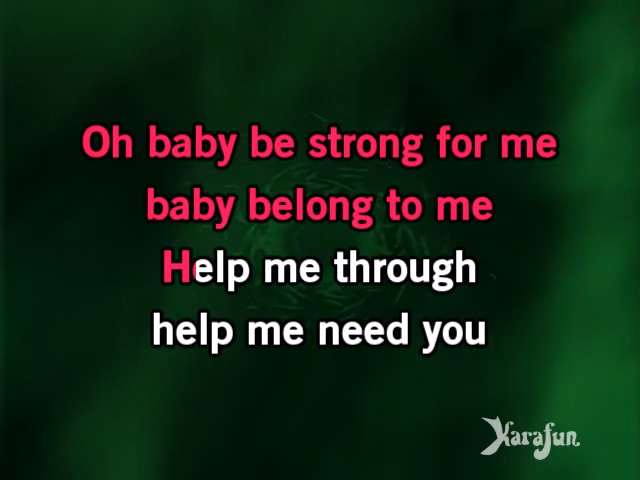 Oh baby be strong for me
baby belong to me
Help me through
help me need you
Karafun